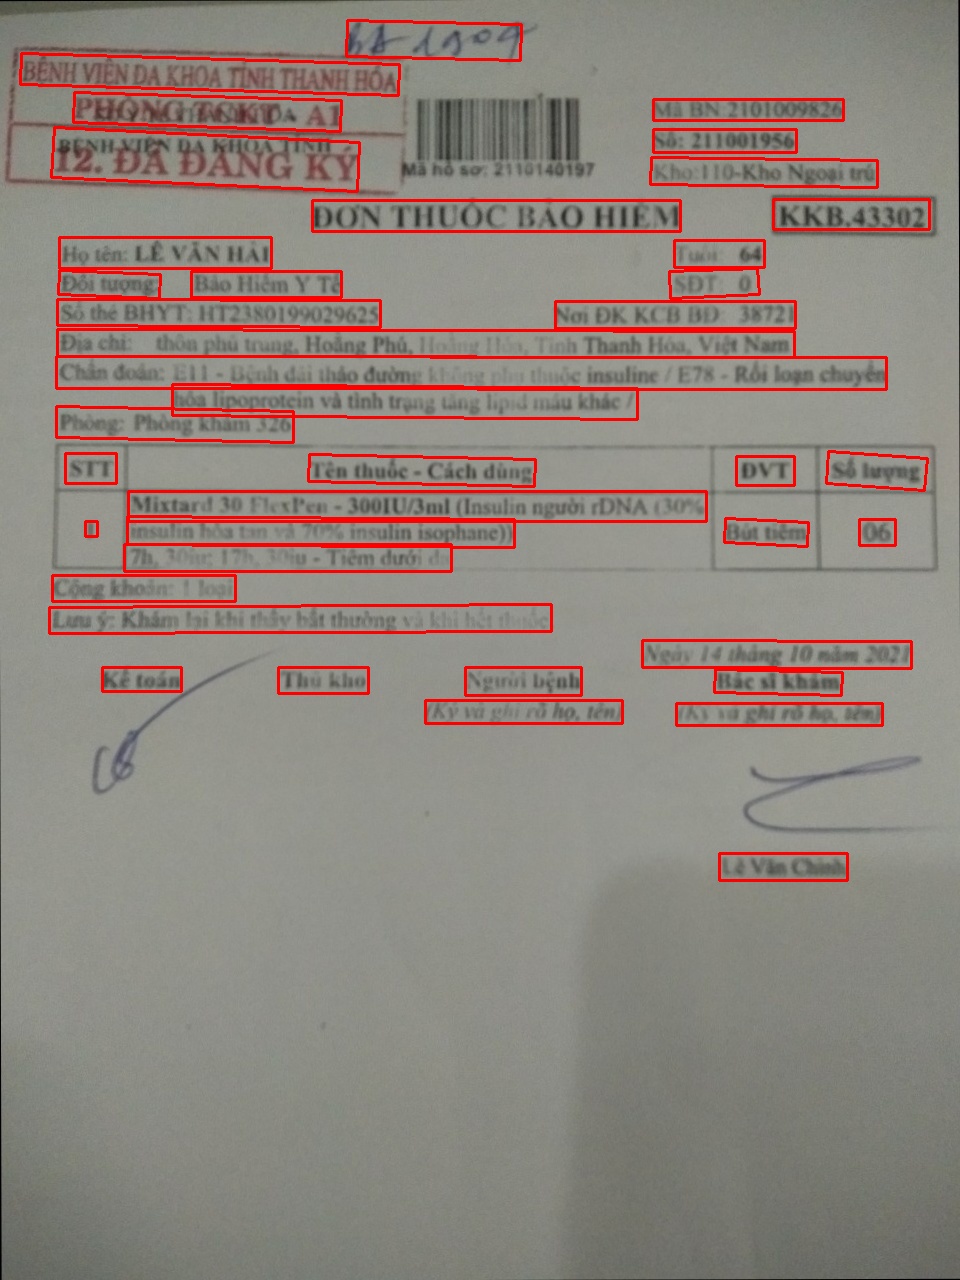 BỆNH VIỆN ĐA KHOA TỈNH THANH HÓA
PHÒNG TCKT - A1
BỆNH VIỆN ĐA KHOA TỈNH
12. ĐÃ ĐĂNG KÝ
Mã hồ sơ: 2110140197
Mã BN:2101009826
Số: 211001956
Kho:110-Kho Ngoại trú
ĐƠN THUỐC BẢO HIỂM
KKB.43302
Họ tên: LÊ VĂN HẢI Tuổi: 64
Đối tượng: Bảo Hiểm Y Tế SĐT: 0
Số thẻ BHYT: HT2380199029625 Nơi ĐK KCB BĐ: 38721
Địa chỉ: thôn phú trung, Hoằng Phú, Hoằng Hóa, Tỉnh Thanh Hóa, Việt Nam
Chẩn đoán: E11 - Bệnh đái tháo đường không phụ thuộc insuline / E78 - Rối loạn chuyển
hóa lipoprotein và tình trạng tăng lipid máu khác /
Phòng: Phòng khám 326
STT Tên thuốc - Cách dùng ĐVT Số lượng
1 Mixtard 30 FlexPen - 300IU/3ml (Insulin người rDNA (30%
insulin hòa tan và 70% insulin isophane)) Bút tiêm 06
7h, 30iu; 17h, 30iu - Tiêm dưới da
Cộng khoản: 1 loại
Lưu ý: Khám lại khi thấy bất thường và khi hết thuốc
Ngày 14 tháng 10 năm 2021
Kế toán Thủ kho Người bệnh Bác sĩ khám
(Ký và ghi rõ họ, tên) (Ký và ghi rõ họ, tên)
Lê Văn Chinh